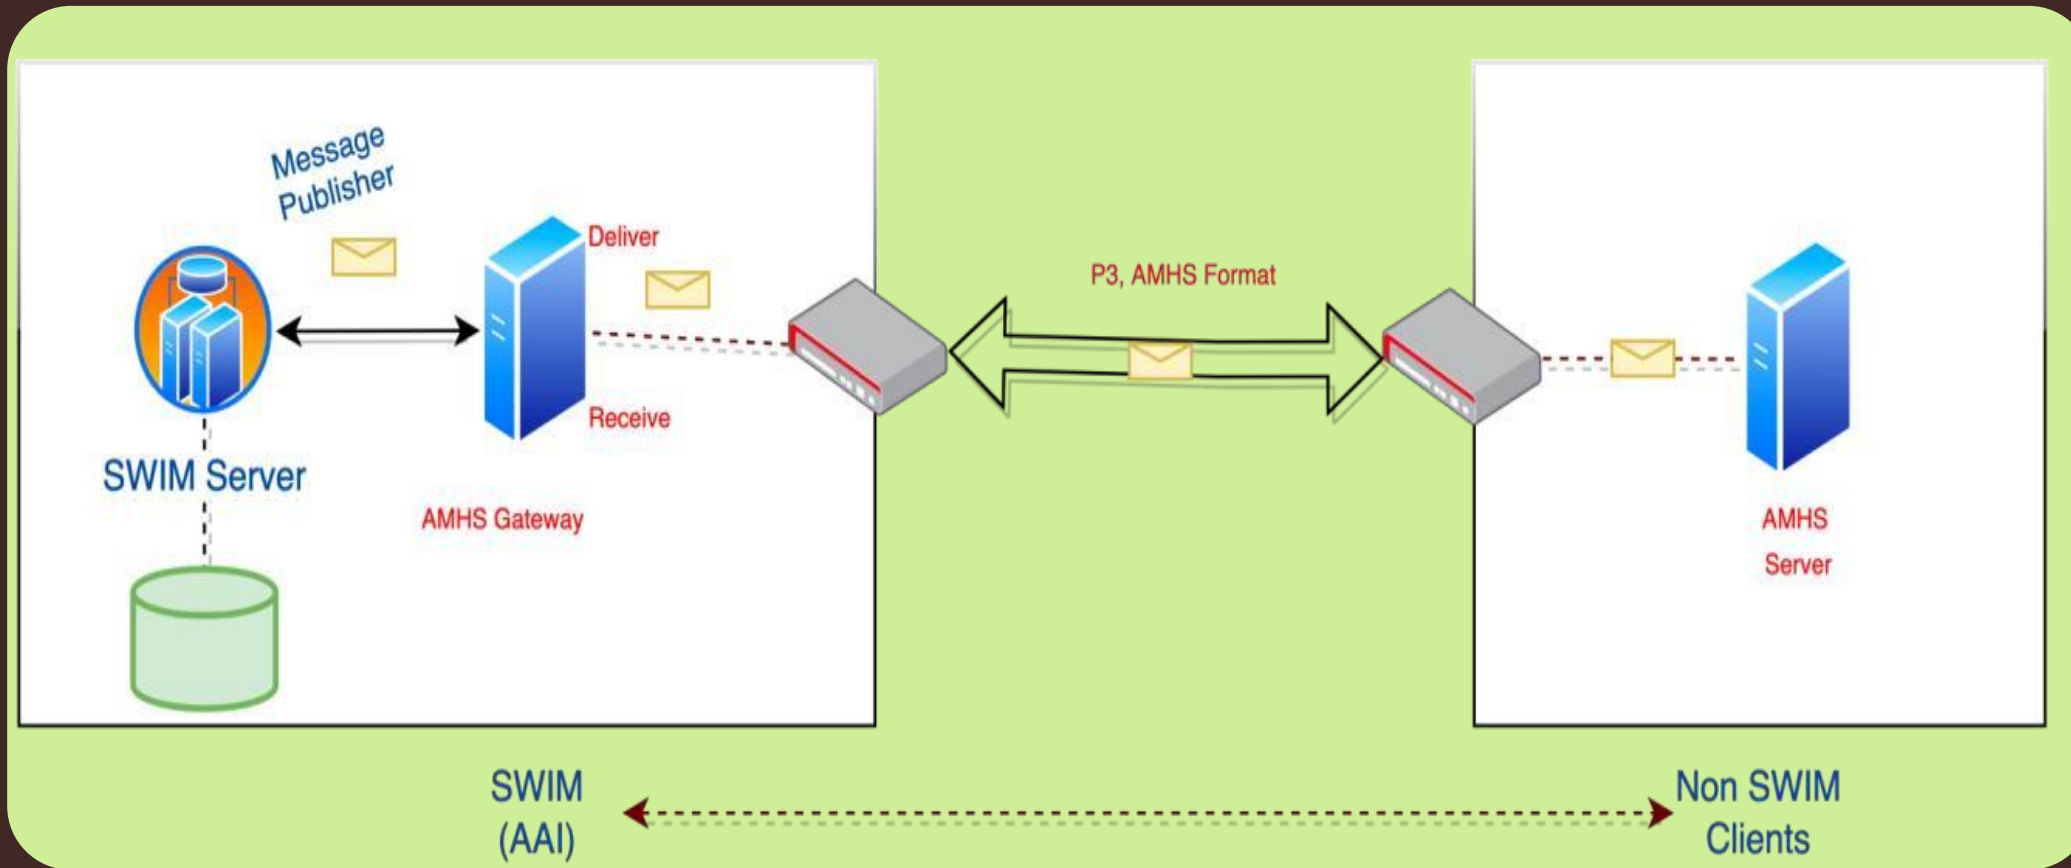 Message
Publisher
Deliver
Receive
SWIM Server
AMHS Gateway
P3, AMHS Format
AMHS
Server
SWIM
(AAI)
Non SWIM
Clients